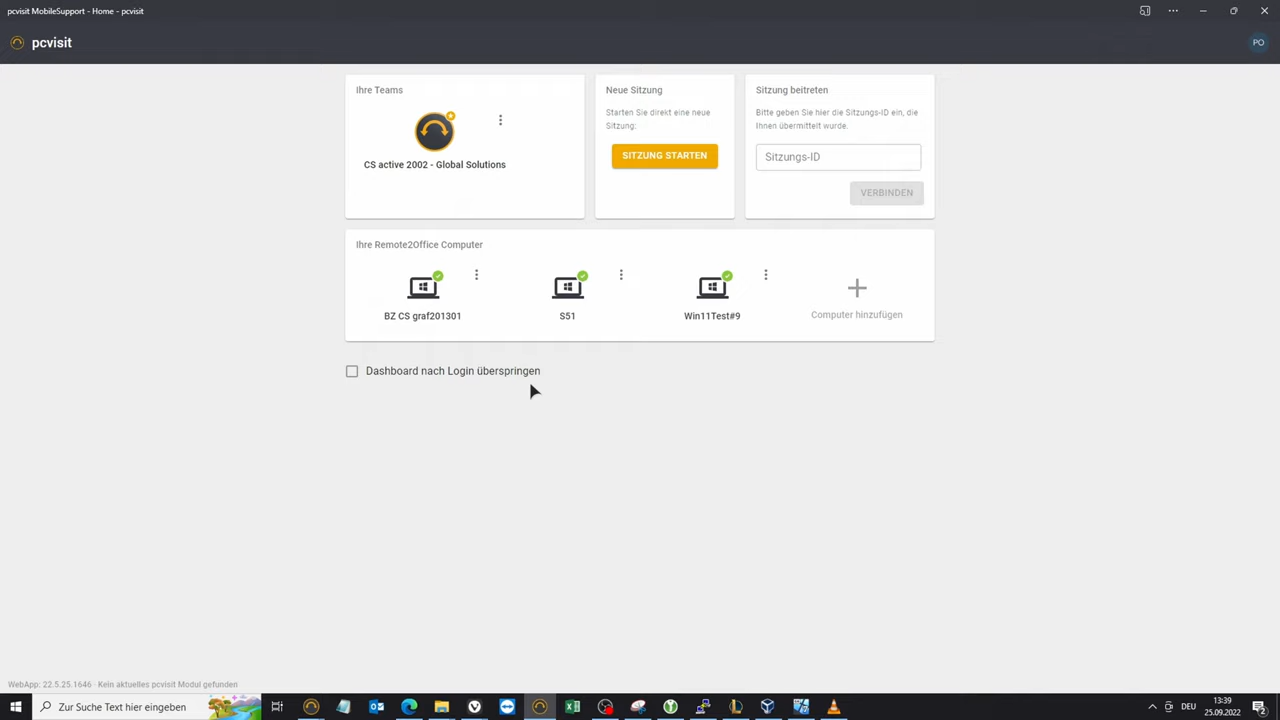 pcvisit MobileSupport - Home - pcvisit
pcvisit
PO
Ihre Teams
CS active 2002 - Global Solutions
Neue Sitzung
Starten Sie direkt eine neue
Sitzung:
SITZUNG STARTEN
Sitzung beitreten
Bitte geben Sie hier die Sitzungs-ID ein, die
Ihnen übermittelt wurde.
Sitzungs-ID
VERBINDEN
Ihre Remote2Office Computer
BZ CS graf201301
S51
Win11Test#9
Computer hinzufügen
Dashboard nach Login überspringen
WebApp: 22.5.25.1646 · Kein aktuelles pcvisit Modul gefunden
Zur Suche Text hier eingeben
DEU
13:39
25.09.2022
2